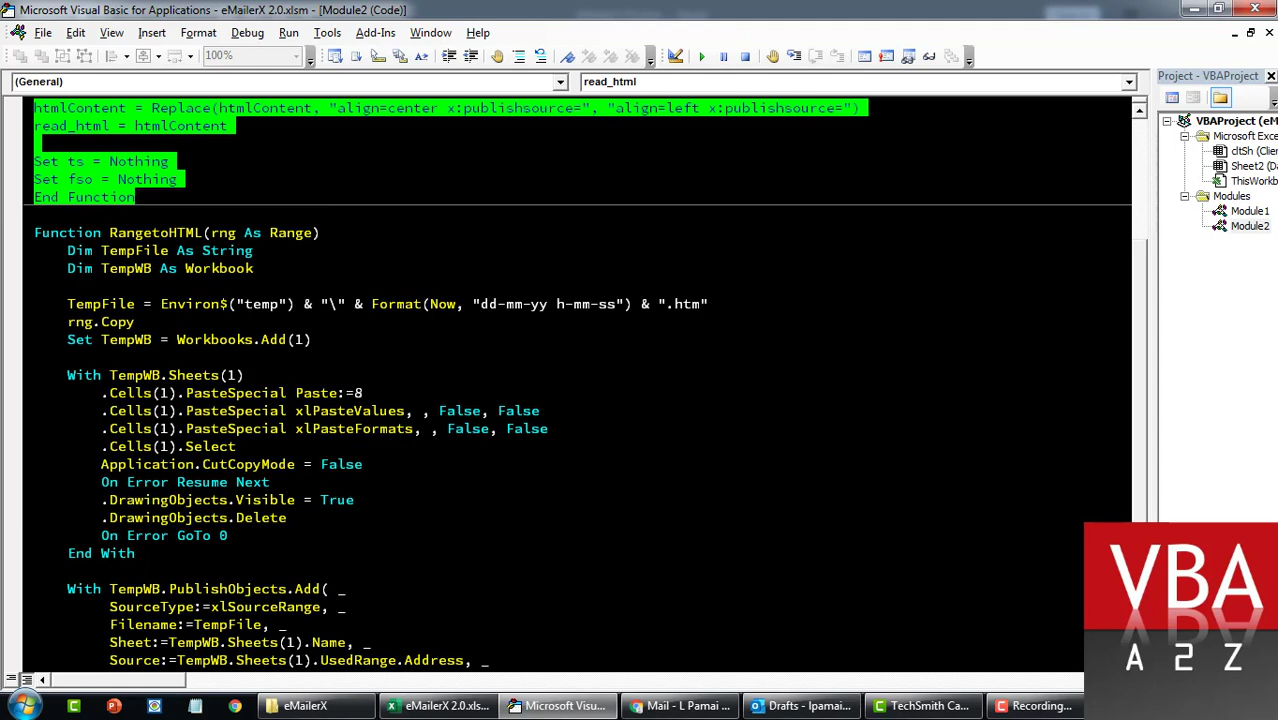 Microsoft Visual Basic for Applications - eMailerX 2.0.xlsm - [Module2 (Code)]
File Edit View Insert Format Debug Run Tools Add-Ins Window Help
100%
(General) read_html
Project - VBAProject
htmlContent = Replace(htmlContent, "align=center x:publishsource=", "align=left x:publishsource=")
read_html = htmlContent
Set ts = Nothing
Set fso = Nothing
End Function
Function RangetoHTML(rng As Range)
Dim TempFile As String
Dim TempWB As Workbook
TempFile = Environ$("temp") & "\" & Format(Now, "dd-mm-yy h-mm-ss") & ".htm"
rng.Copy
Set TempWB = Workbooks.Add(1)
With TempWB.Sheets(1)
.Cells(1).PasteSpecial Paste:=8
.Cells(1).PasteSpecial xlPasteValues, , False, False
.Cells(1).PasteSpecial xlPasteFormats, , False, False
.Cells(1).Select
Application.CutCopyMode = False
On Error Resume Next
.DrawingObjects.Visible = True
.DrawingObjects.Delete
On Error GoTo 0
End With
With TempWB.PublishObjects.Add( _
SourceType:=xlSourceRange, _
Filename:=TempFile, _
Sheet:=TempWB.Sheets(1).Name, _
Source:=TempWB.Sheets(1).UsedRange.Address, _
VBAProject (eM
Microsoft Exce
cltSh (Clien
Sheet2 (Da
ThisWorkb
Modules
Module1
Module2
VBA
A 2 Z
eMailerX
eMailerX 2.0.xls...
Microsoft Visu...
Mail - L Pamai ...
Drafts - lpamai...
TechSmith Ca...
Recording...